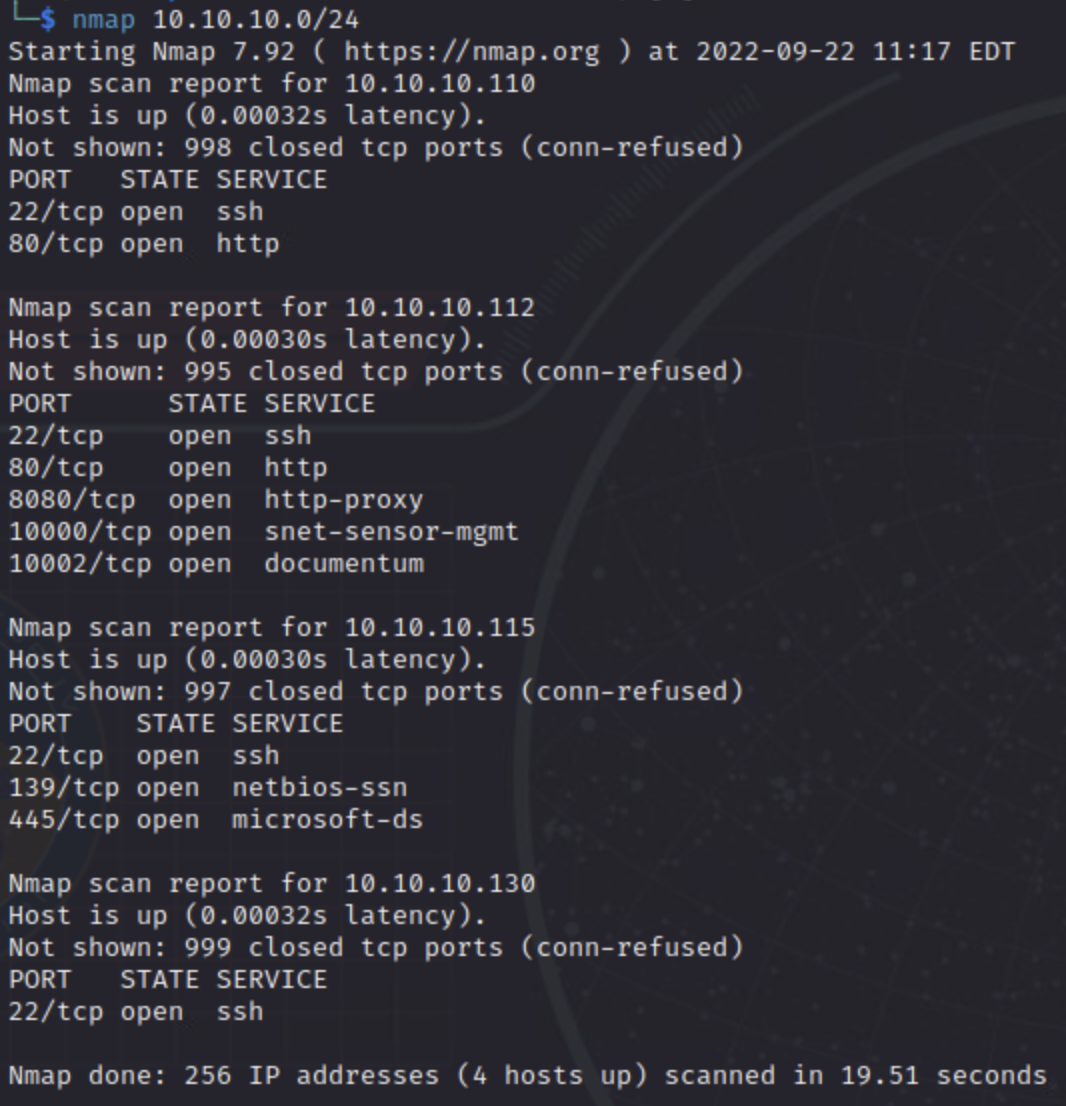 └─$ nmap 10.10.10.0/24
Starting Nmap 7.92 ( https://nmap.org ) at 2022-09-22 11:17 EDT
Nmap scan report for 10.10.10.110
Host is up (0.00032s latency).
Not shown: 998 closed tcp ports (conn-refused)
PORT   STATE SERVICE
22/tcp open  ssh
80/tcp open  http

Nmap scan report for 10.10.10.112
Host is up (0.00030s latency).
Not shown: 995 closed tcp ports (conn-refused)
PORT      STATE SERVICE
22/tcp    open  ssh
80/tcp    open  http
8080/tcp  open  http-proxy
10000/tcp open  snet-sensor-mgmt
10002/tcp open  documentum

Nmap scan report for 10.10.10.115
Host is up (0.00030s latency).
Not shown: 997 closed tcp ports (conn-refused)
PORT    STATE SERVICE
22/tcp  open  ssh
139/tcp open  netbios-ssn
445/tcp open  microsoft-ds

Nmap scan report for 10.10.10.130
Host is up (0.00032s latency).
Not shown: 999 closed tcp ports (conn-refused)
PORT   STATE SERVICE
22/tcp open  ssh

Nmap done: 256 IP addresses (4 hosts up) scanned in 19.51 seconds